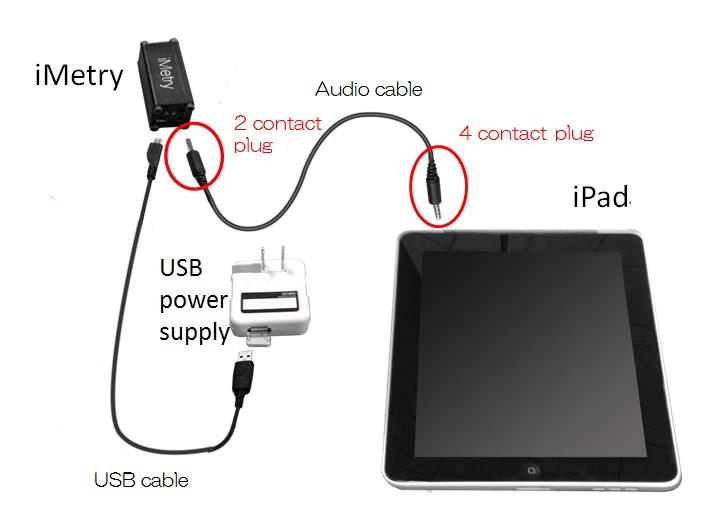 iMetry
iMetry
Audio cable
2 contact
plug
4 contact plug
iPad
USB
power
supply
USB cable